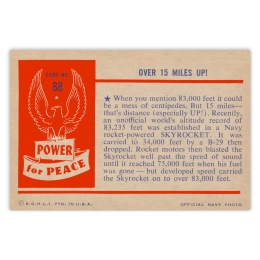 CARD NO.
82
POWER
for PEACE
OVER 15 MILES UP!
★ When you mention 83,000 feet it could
be a mess of centipedes. But 15 miles—
that's distance (especially UP!). Recently,
an unofficial world's altitude record of
83,235 feet was established in a Navy
rocket-powered SKYROCKET. It was
carried to 34,000 feet by a B-29 then
dropped. Rocket motors then blasted the
Skyrocket well past the speed of sound
until it reached 75,000 feet when his fuel
was gone—but developed speed carried
the Skyrocket on to over 83,000 feet.
PTD. IN U.S.A.
OFFICIAL NAVY PHOTO